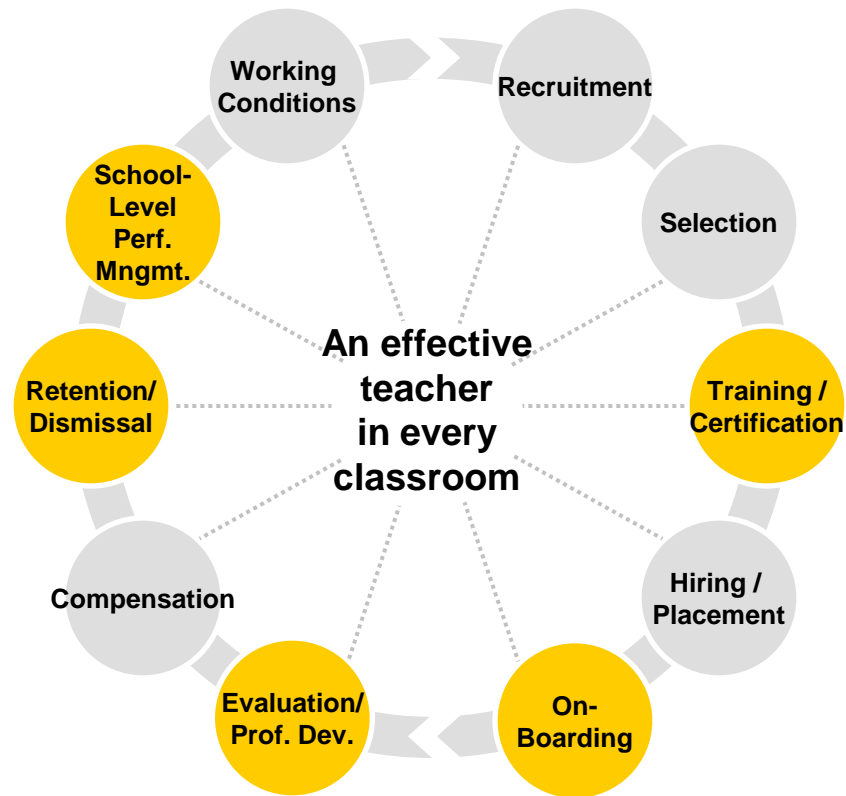 Working
Conditions
Recruitment
School-
Level
Perf.
Mngmt.
Selection
An effective
teacher
in every
classroom
Retention/
Dismissal
Training /
Certification
Compensation
Hiring /
Placement
Evaluation/
Prof. Dev.
On-
Boarding